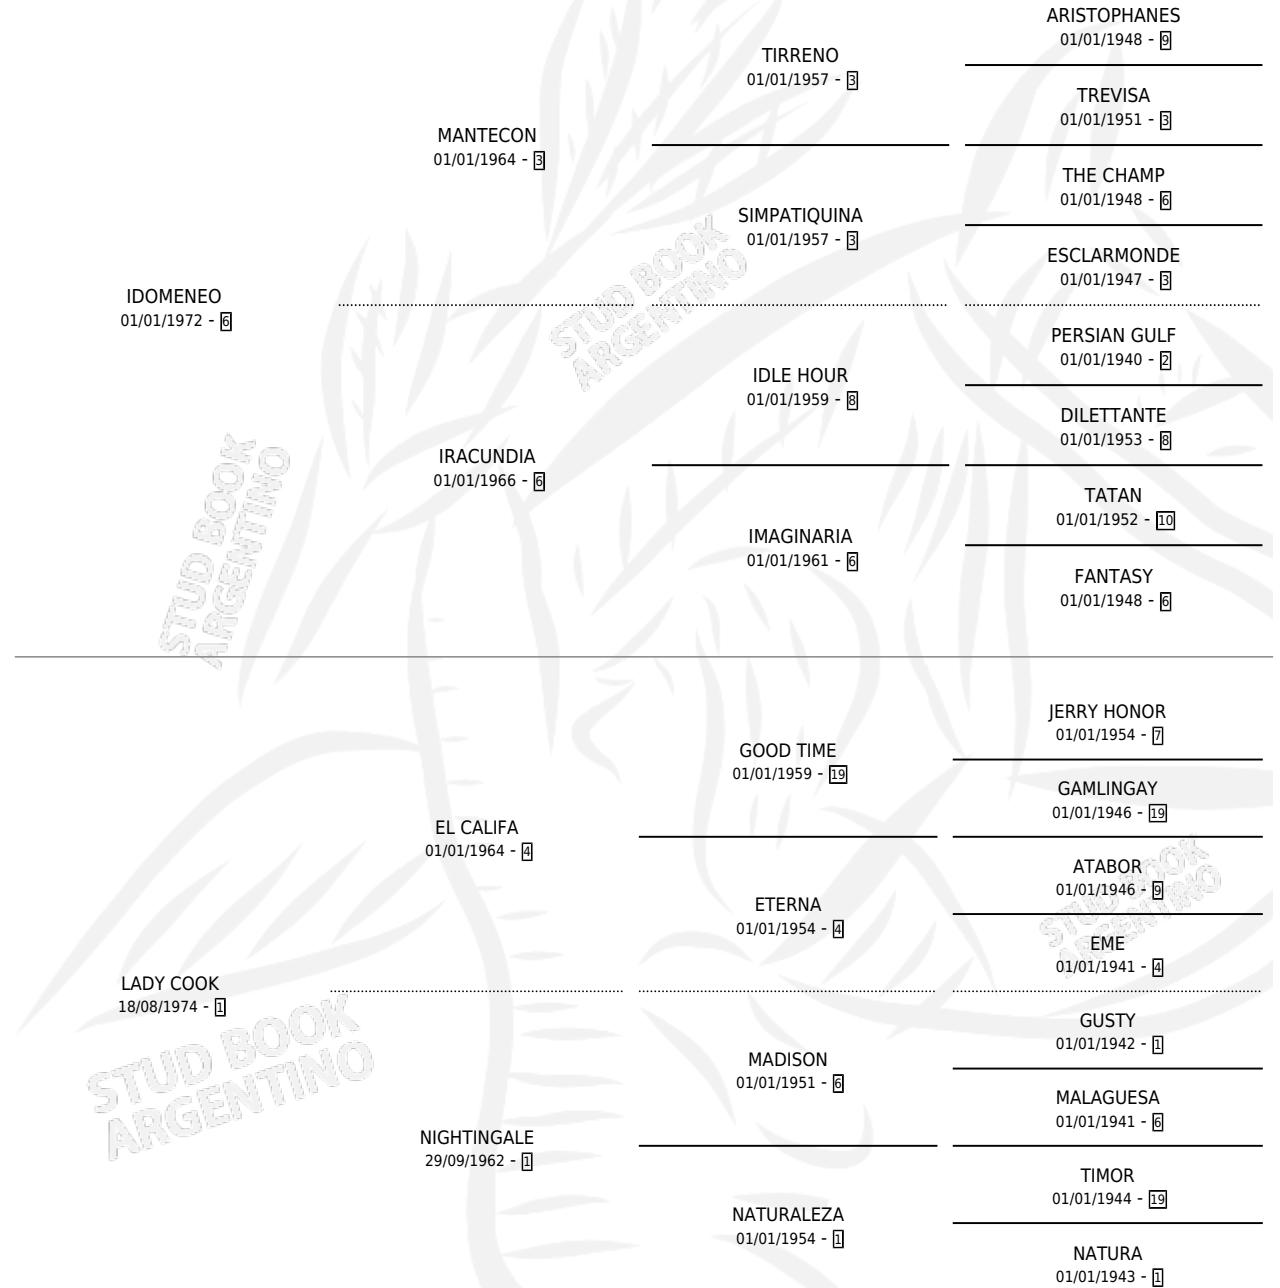 ARISTOPHANES
01/01/1948 - 9
TIRRENO
01/01/1957 - 3
TREVISA
01/01/1951 - 3
MANTECON
01/01/1964 - 3
THE CHAMP
01/01/1948 - 6
SIMPATIQUINA
01/01/1957 - 3
ESCLARMONDE
01/01/1947 - 3
IDOMENEO
01/01/1972 - 6
PERSIAN GULF
01/01/1940 - 2
IDLE HOUR
01/01/1959 - 8
DILETTANTE
01/01/1953 - 8
IRACUNDIA
01/01/1966 - 6
TATAN
01/01/1952 - 10
IMAGINARIA
01/01/1961 - 6
FANTASY
01/01/1948 - 6
STUD BOOK
ARGENTINO
STUD BOOK
ARGENTINO
JERRY HONOR
01/01/1954 - 7
GOOD TIME
01/01/1959 - 19
GAMLINGAY
01/01/1946 - 19
EL CALIFA
01/01/1964 - 4
ATABOR
01/01/1946 - 9
ETERNA
01/01/1954 - 4
EME
01/01/1941 - 4
LADY COOK
18/08/1974 - 1
GUSTY
01/01/1942 - 1
MADISON
01/01/1951 - 6
MALAGUESA
01/01/1941 - 6
NIGHTINGALE
29/09/1962 - 1
TIMOR
01/01/1944 - 19
NATURALEZA
01/01/1954 - 1
NATURA
01/01/1943 - 1
STUD BOOK
ARGENTINO
STUD BOOK
ARGENTINO